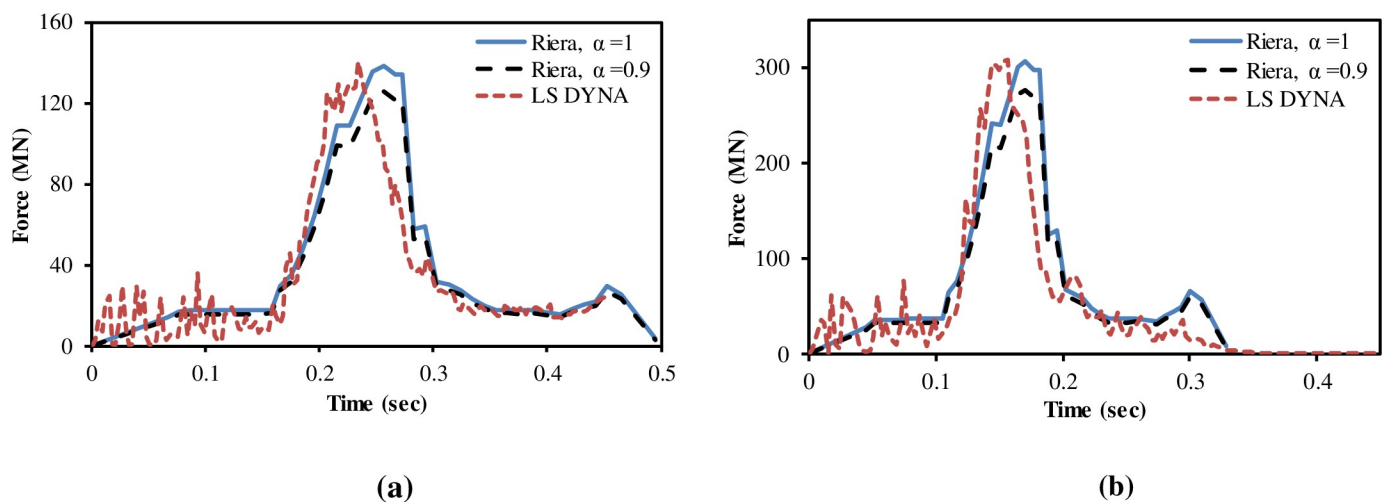 (a)
160
120
80
40
0
Force (MN)
0 0.1 0.2 0.3 0.4 0.5
Time (sec)
Riera, α =1
Riera, α =0.9
LS DYNA
(a)
(b)
300
200
100
0
Force (MN)
0 0.1 0.2 0.3 0.4
Time (sec)
Riera, α =1
Riera, α =0.9
LS DYNA
(b)